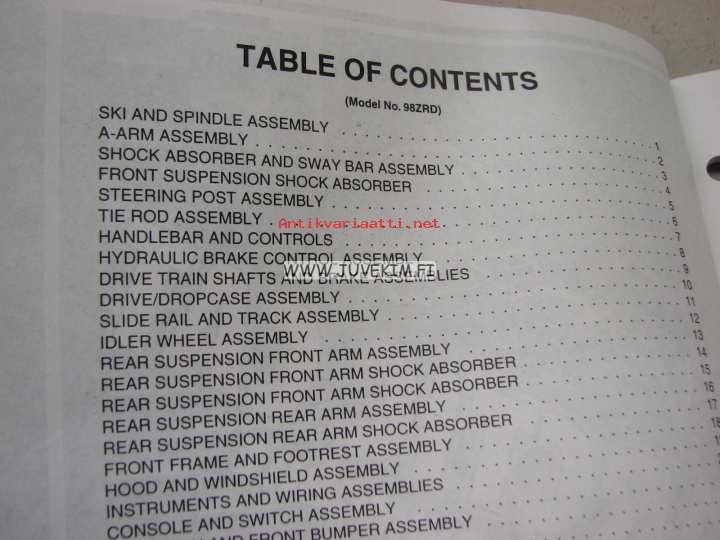 TABLE OF CONTENTS
(Model No. 98ZRD)
SKI AND SPINDLE ASSEMBLY . . . . . . . . . . 1
A-ARM ASSEMBLY . . . . . . . . . . 2
SHOCK ABSORBER AND SWAY BAR ASSEMBLY . . . . . . . . . . 3
FRONT SUSPENSION SHOCK ABSORBER . . . . . . . . . . 4
STEERING POST ASSEMBLY . . . . . . . . . . 5
TIE ROD ASSEMBLY . . . . . . . . . . 6
Antikvariaatti.net
HANDLEBAR AND CONTROLS . . . . . . . . . . 7
HYDRAULIC BRAKE CONTROL ASSEMBLY . . . . . . . . . . 8
WWW.JUVEKIM.FI
DRIVE TRAIN SHAFTS AND BRAKE ASSEMBLIES . . . . . . . . . . 9
DRIVE/DROPCASE ASSEMBLY . . . . . . . . . . 10
SLIDE RAIL AND TRACK ASSEMBLY . . . . . . . . . . 11
IDLER WHEEL ASSEMBLY . . . . . . . . . . 12
REAR SUSPENSION FRONT ARM ASSEMBLY . . . . . . . . . . 13
REAR SUSPENSION FRONT ARM SHOCK ABSORBER . . . . . . . . . . 14
REAR SUSPENSION FRONT ARM SHOCK ABSORBER . . . . . . . . . . 15
REAR SUSPENSION REAR ARM ASSEMBLY . . . . . . . . . . 16
REAR SUSPENSION REAR ARM SHOCK ABSORBER . . . . . . . . . . 17
FRONT FRAME AND FOOTREST ASSEMBLY . . . . . . . . . . 18
HOOD AND WINDSHIELD ASSEMBLY . . . . . . . . . .
INSTRUMENTS AND WIRING ASSEMBLIES . . . . . . . . . .
CONSOLE AND SWITCH ASSEMBLY . . . . . . . . . .
AND FRONT BUMPER ASSEMBLY . . . . . . . . . .